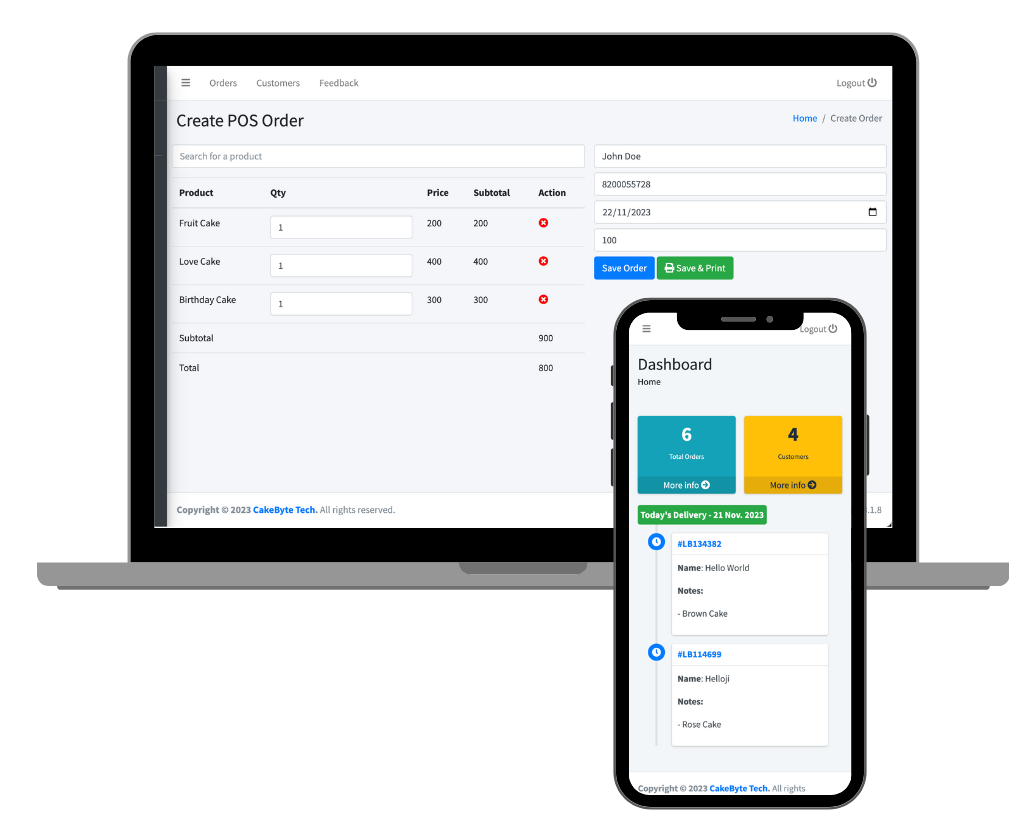 Orders Customers Feedback Logout
Create POS Order Home / Create Order
Search for a product
Product Qty Price Subtotal Action
Fruit Cake 1 200 200
Love Cake 1 400 400
Birthday Cake 1 300 300
Subtotal 900
Total 800
John Doe
8200055728
22/11/2023
100
Save Order Save & Print
Copyright © 2023 CakeByte Tech. All rights reserved.
.1.8
Logout
Dashboard
Home
6 4
Total Orders Customers
More info More info
Today's Delivery - 21 Nov. 2023
#LB134382
Name: Hello World
Notes:
- Brown Cake
#LB114699
Name: Helloji
Notes:
- Rose Cake
Copyright © 2023 CakeByte Tech. All rights